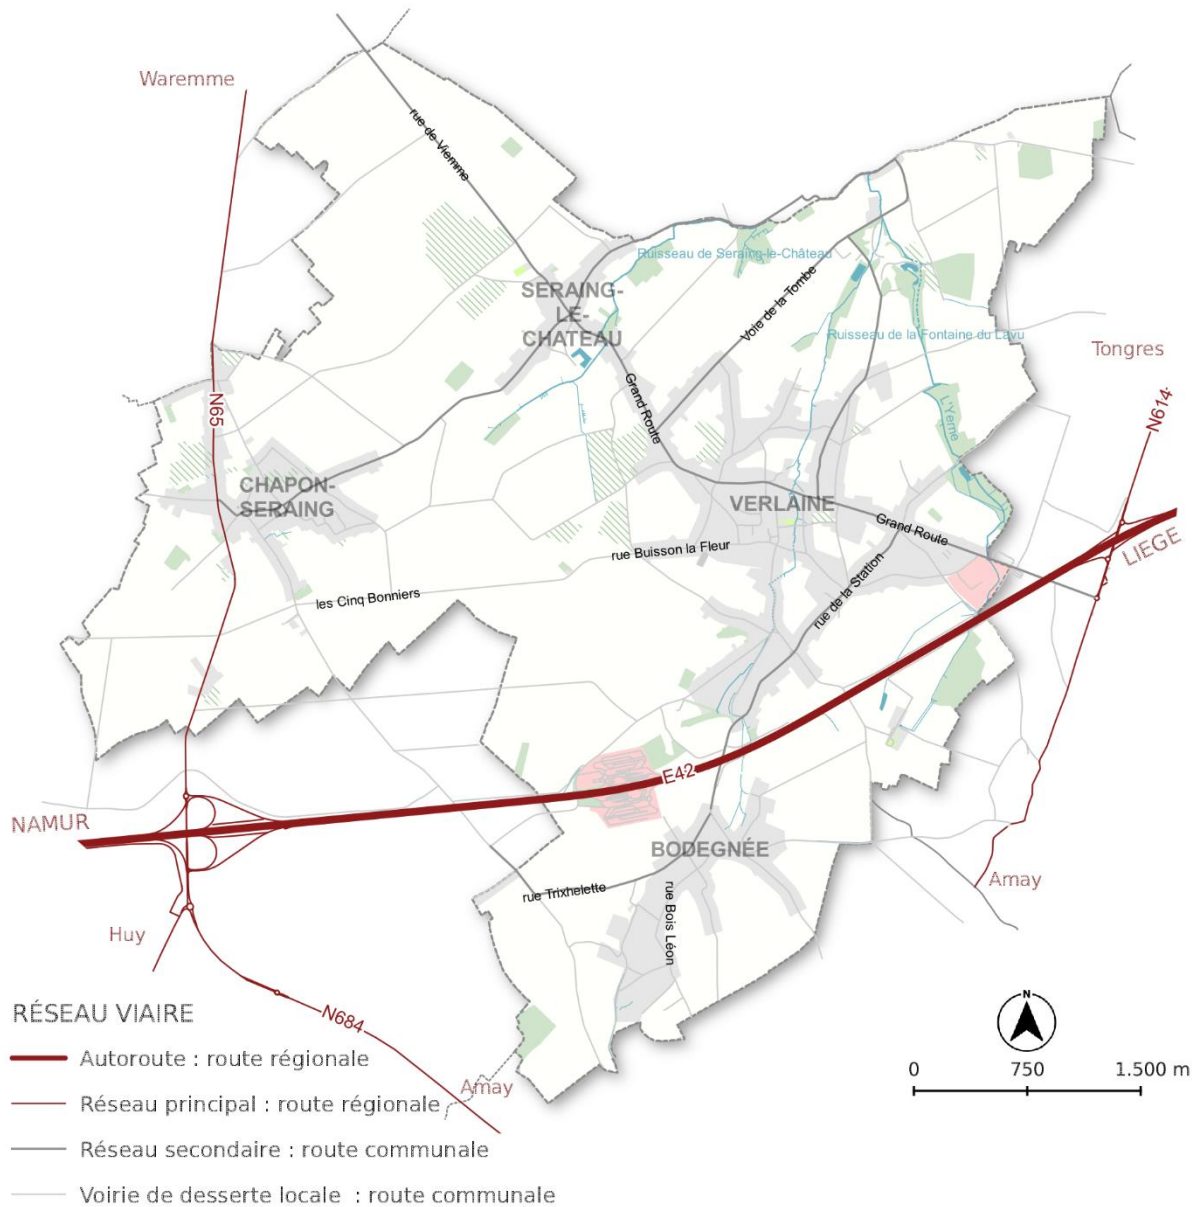 Waremme
rue de Viemme
Ruisseau de Seraing-le-Château
SERAING-
LE-
CHATEAU
Voie de la Tombe
Ruisseau de la Fontaine du Lavu
Tongres
N65
Grand Route
L'Yerne
N614
CHAPON-
SERAING
VERLAINE
Grand Route
LIEGE
rue Buisson la Fleur
rue de la Station
les Cinq Bonniers
E42
NAMUR
BODEGNÉE
Amay
rue Trixhelette
rue Bois Léon
Huy
N
RÉSEAU VIAIRE
N684
Autoroute : route régionale
0 750 1.500 m
Amay
Réseau principal : route régionale
Réseau secondaire : route communale
Voirie de desserte locale : route communale